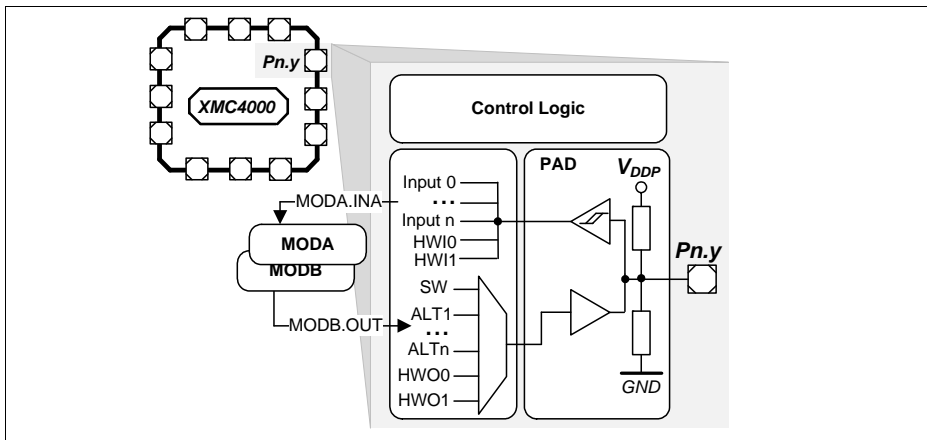 Pn.y
XMC4000
Control Logic
PAD
VDDP
Input 0
...
Input n
HWI0
HWI1
MODA.INA
MODA
MODB
MODB.OUT
SW
ALT1
...
ALTn
HWO0
HWO1
Pn.y
GND